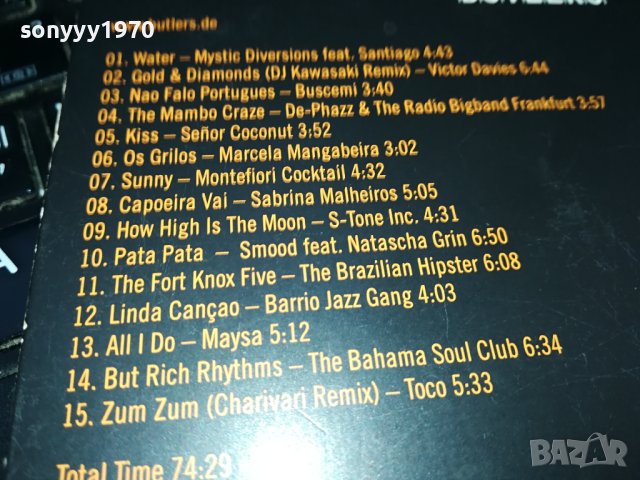 sonyyy1970
butlers.de
01. Water – Mystic Diversions feat. Santiago 4:43
02. Gold & Diamonds (DJ Kawasaki Remix) – Victor Davies 6:44
03. Nao Falo Portugues – Buscemi 3:40
04. The Mambo Craze – De-Phazz & The Radio Bigband Frankfurt 3:57
05. Kiss – Señor Coconut 3:52
06. Os Grilos – Marcela Mangabeira 3:02
07. Sunny – Montefiori Cocktail 4:32
08. Capoeira Vai – Sabrina Malheiros 5:05
09. How High Is The Moon – S-Tone Inc. 4:31
10. Pata Pata – Smood feat. Natascha Grin 6:50
11. The Fort Knox Five – The Brazilian Hipster 6:08
12. Linda Cançao – Barrio Jazz Gang 4:03
13. All I Do – Maysa 5:12
14. But Rich Rhythms – The Bahama Soul Club 6:34
15. Zum Zum (Charivari Remix) – Toco 5:33
Total Time 74:29
sonyyy1970
BAZAR